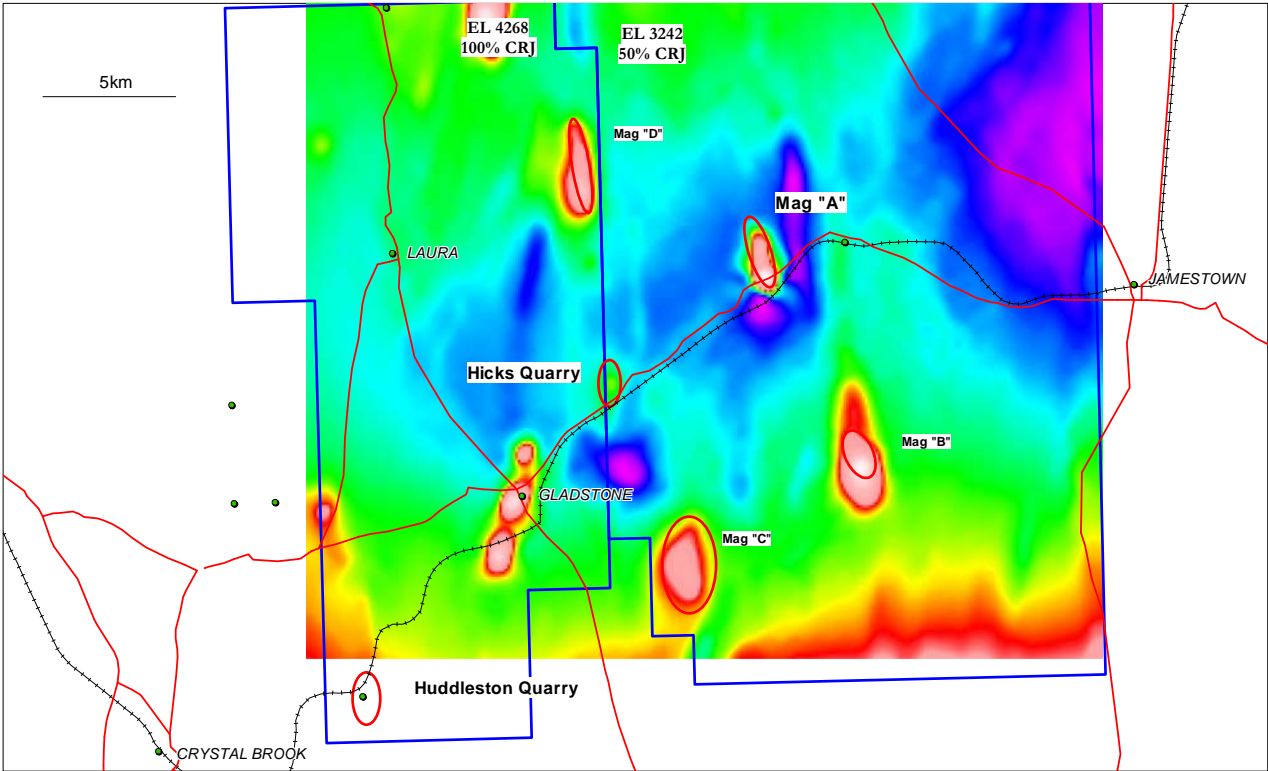 EL 4268
100% CRJ
EL 3242
50% CRJ
5km
Mag "D"
Mag "A"
LAURA
JAMESTOWN
Hicks Quarry
Mag "B"
GLADSTONE
Mag "C"
Huddleston Quarry
CRYSTAL BROOK